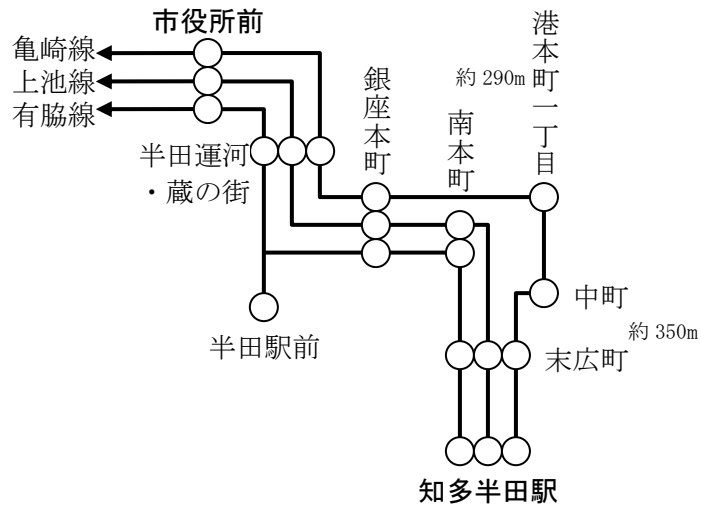 市役所前
亀崎線
上池線
有脇線
半田運河
・蔵の街
銀座本町
約 290m
南本町
港本町一丁目
中町
約 350m
末広町
半田駅前
知多半田駅